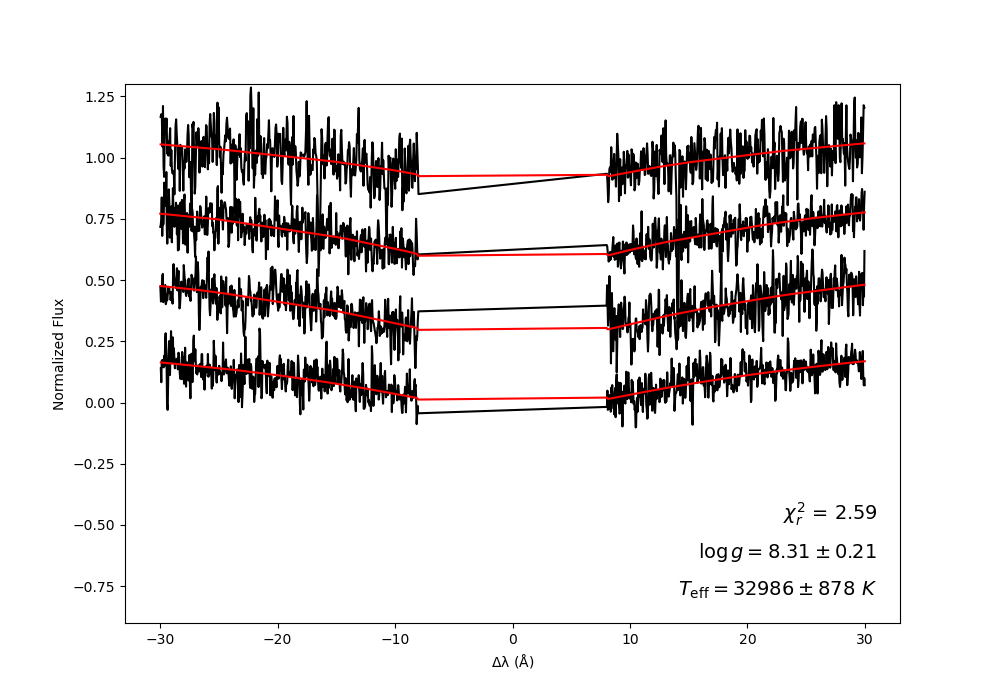 1.25
1.00
0.75
0.50
0.25
0.00
−0.25
−0.50
−0.75
Normalized Flux
χ²ᵣ = 2.59
log g = 8.31 ± 0.21
T_eff = 32986 ± 878 K
−30 −20 −10 0 10 20 30
Δλ (Å)